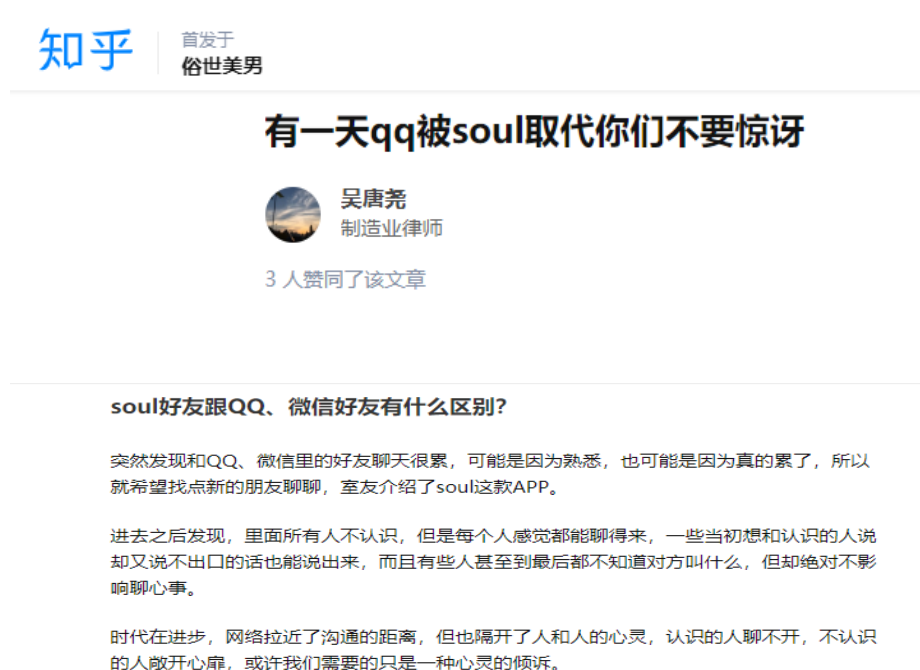 知乎
首发于
俗世美男
有一天qq被soul取代你们不要惊讶
吴唐尧
制造业律师
3 人赞同了该文章
soul好友跟QQ、微信好友有什么区别？
突然发现和QQ、微信里的好友聊天很累，可能是因为熟悉，也可能是因为真的累了，所以
就希望找点新的朋友聊聊，室友介绍了soul这款APP。
进去之后发现，里面所有人不认识，但是每个人感觉都能聊得来，一些当初想和认识的人说
却又说不出口的话也能说出来，而且有些人甚至到最后都不知道对方叫什么，但却绝对不影
响聊心事。
时代在进步，网络拉近了沟通的距离，但也隔开了人和人的心灵，认识的人聊不开，不认识
的人敞开心扉，或许我们需要的只是一种心灵的倾诉。